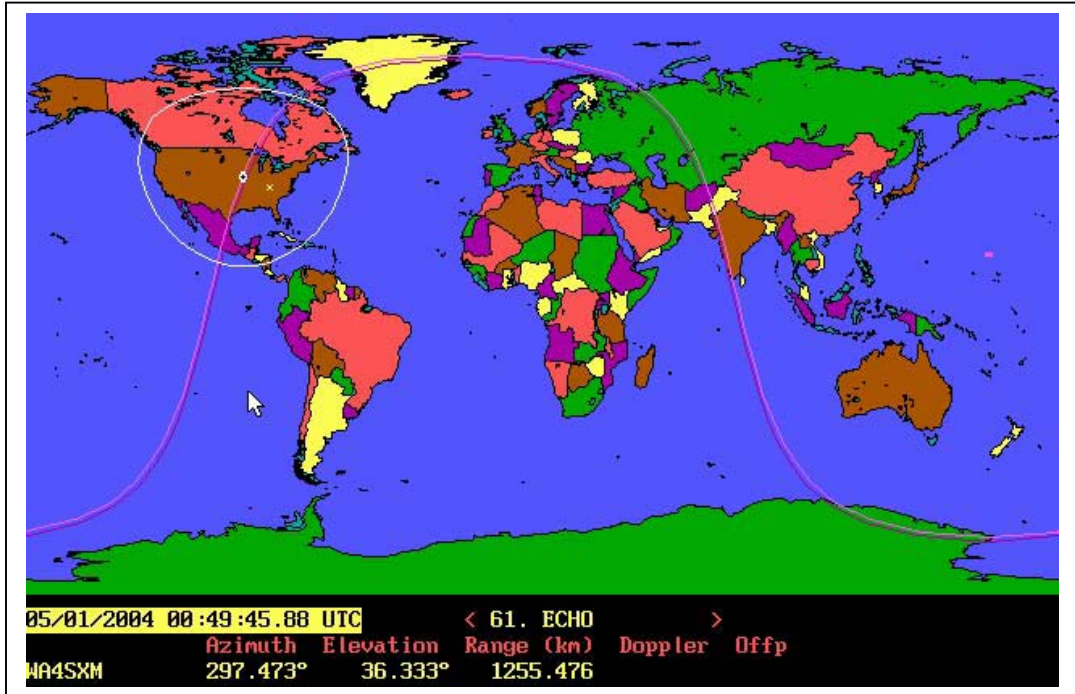 05/01/2004 00:49:45.88 UTC < 61. ECHO >
Azimuth Elevation Range (km) Doppler Offp
WA4SXM 297.473° 36.333° 1255.476